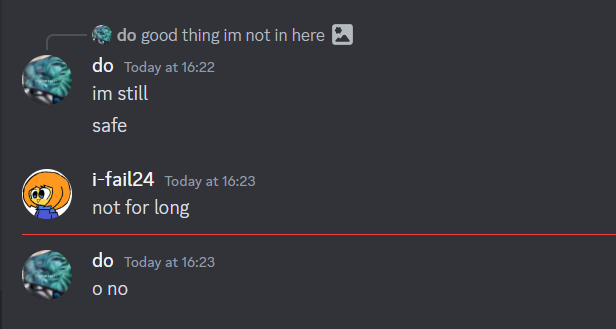 do good thing im not in here
do Today at 16:22
im still
safe
i-fail24 Today at 16:23
not for long
do Today at 16:23
o no